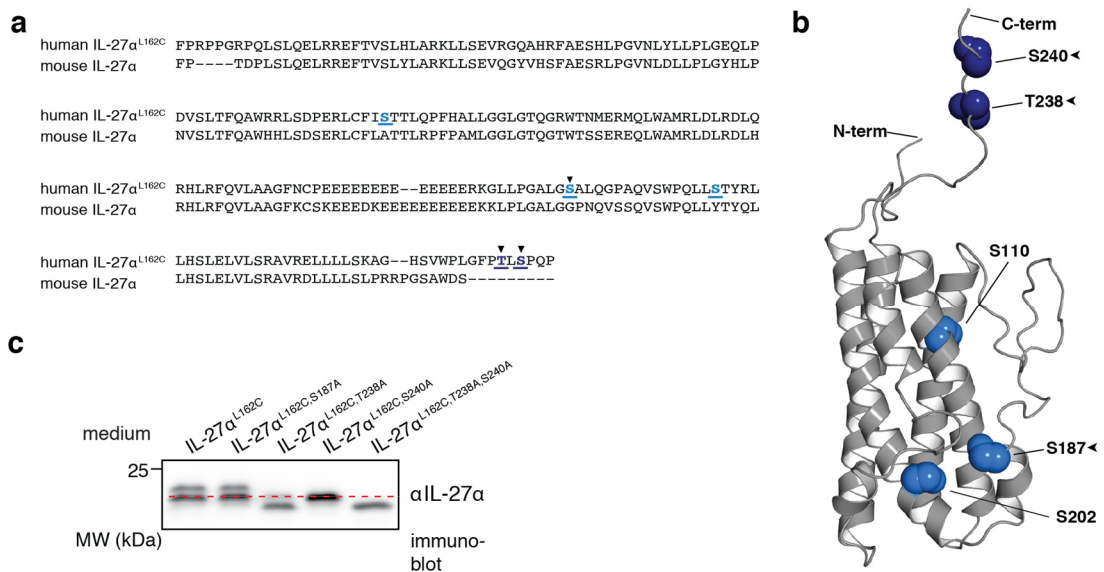 a
human IL-27αL162C FPRPPGRPQLSLQELRREFTVSLHLARKLLSEVRGQAHRFAESHLPGVNLYLLPLGEQLP
mouse IL-27α FP----TDPLSLQELRREFTVSLYLARKLLSEVQGYVHSFAESRLPGVNLDLLPLGYHLP
human IL-27αL162C DVSLTFQAWRRLSDPERLCFISTTLQPFHALLGGLGTQGRWTNMERMQLWAMRLDLRDLQ
mouse IL-27α NVSLTFQAWHHLSDSERLCFLATTLRPFPAMLGGLGTQGTWTSSEREQLWAMRLDLRDLH
human IL-27αL162C RHLRFQVLAAGFNCPEEEEEEEE--EEEEEERKGLLPGALGSALQGPAQVSWPQLLSTYRL
mouse IL-27α RHLRFQVLAAGFKCSKEEEDKEEEEEEEEEEKKLPLGALGGPNQVSSQVSWPQLLYTYQL
human IL-27αL162C LHSLELVLSRAVRELLLLSKAG--HSVWPLGFPTLSPQP
mouse IL-27α LHSLELVLSRAVRDLLLLSLPRRPGSAWDS---------
b
C-term
S240
T238
N-term
S110
S187
S202
c
medium
IL-27αL162C
IL-27αL162C,S187A
IL-27αL162C,T238A
IL-27αL162C,S240A
IL-27αL162C,T238A,S240A
25
αIL-27α
MW (kDa)
immuno-
blot